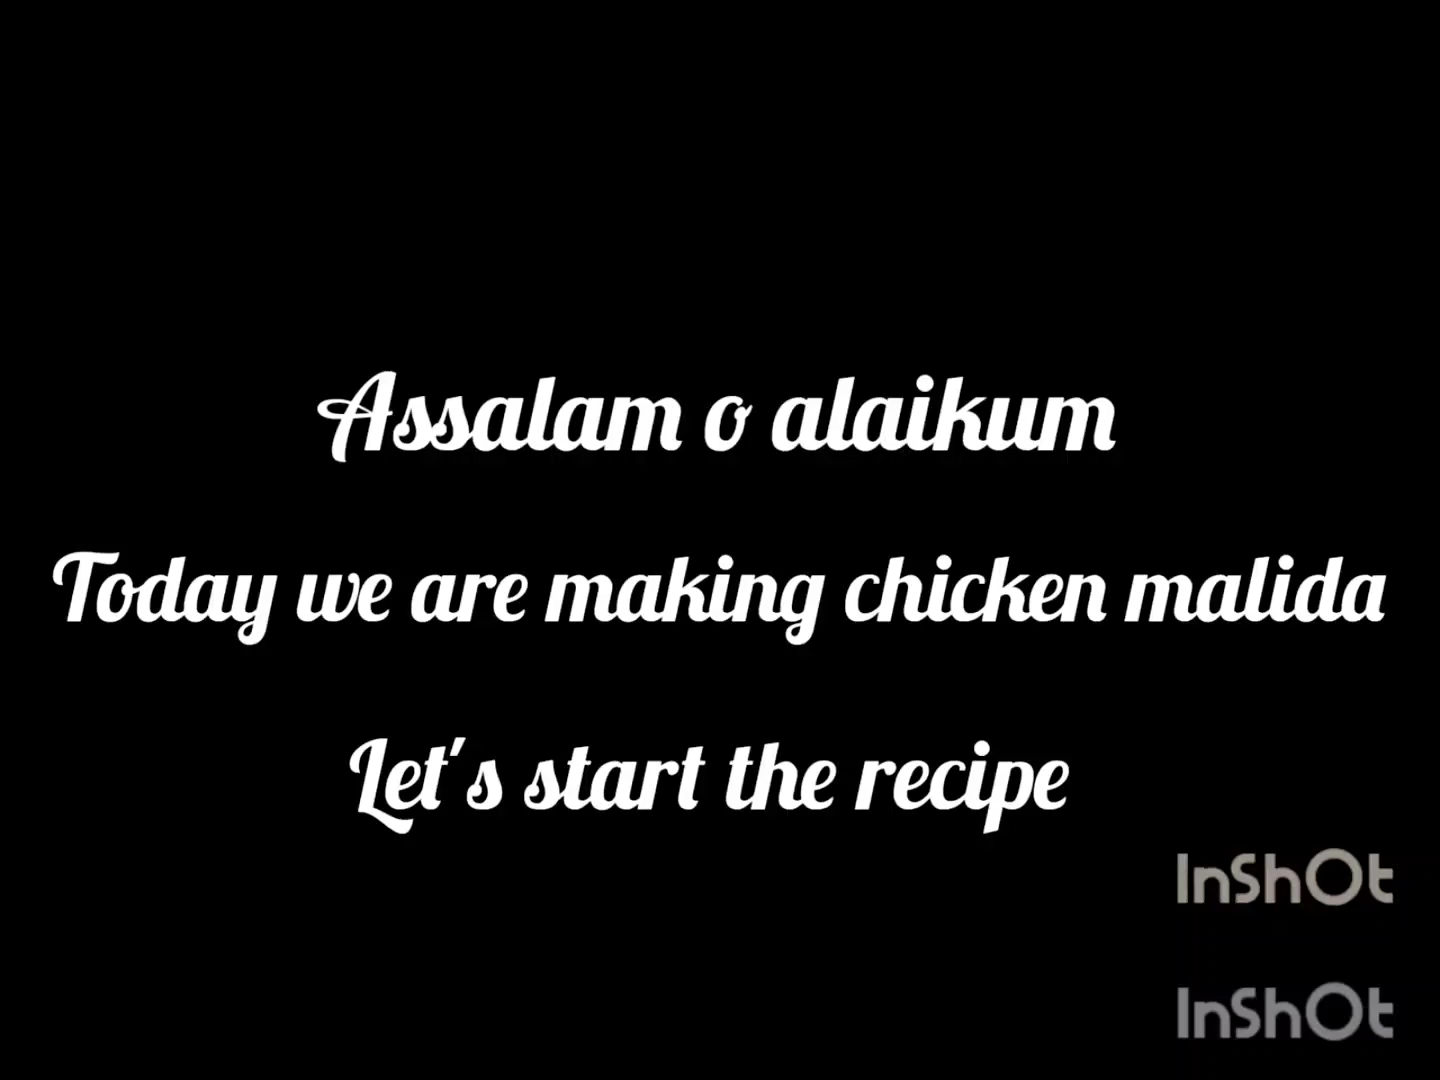 Assalam o alaikum
Today we are making chicken malida
Let's start the recipe
InShOt
InShOt